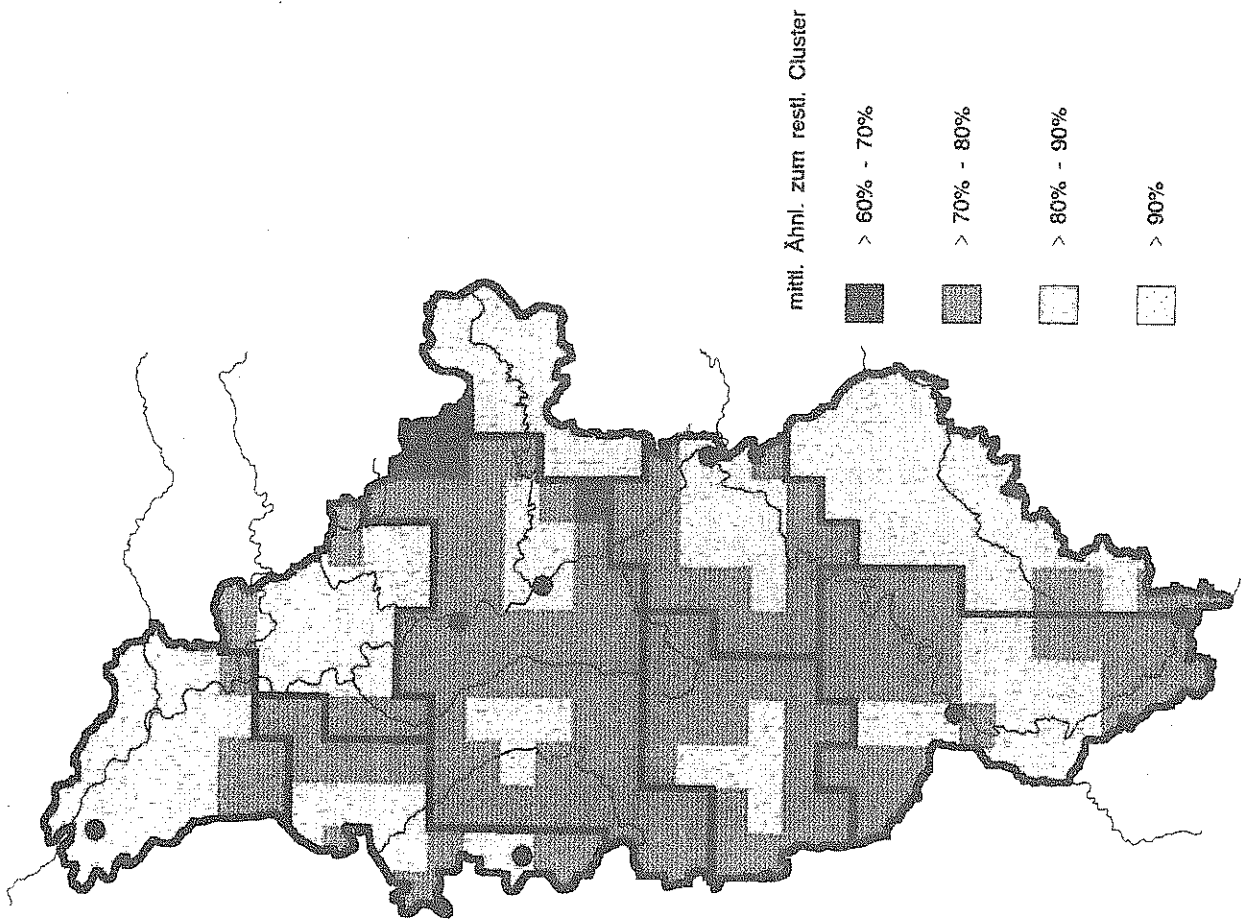 mittl. Ähnl. zum restl. Cluster
> 60% - 70%
> 70% - 80%
> 80% - 90%
> 90%